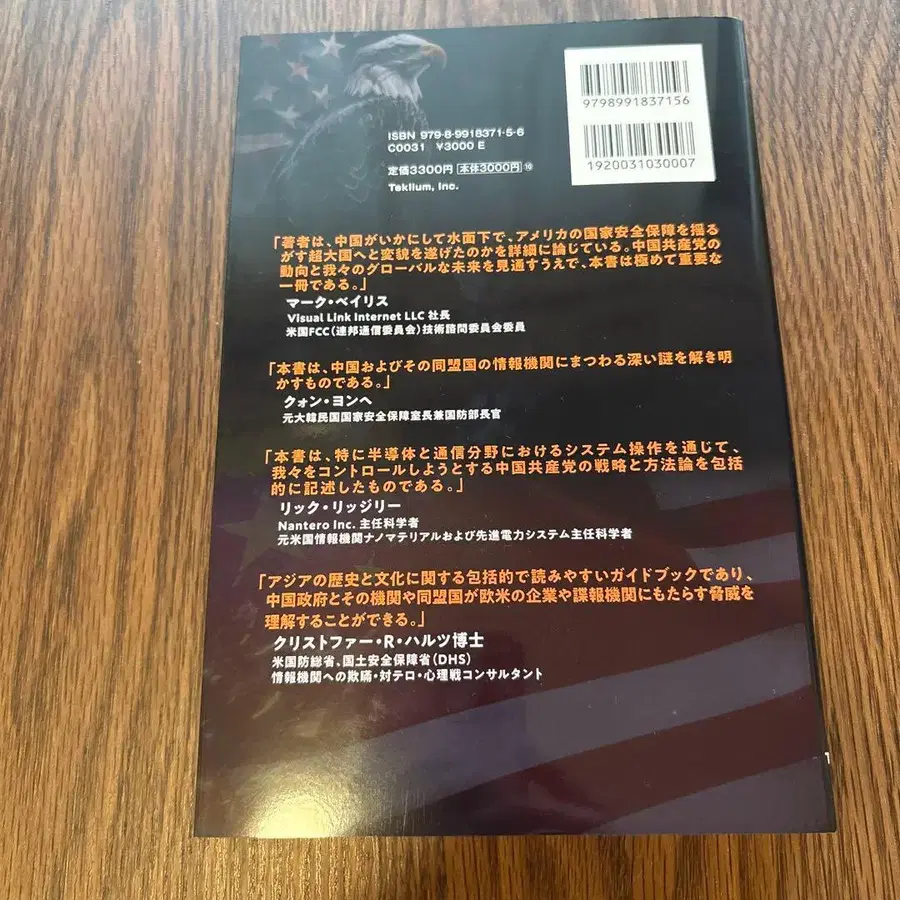 9798991837156
1920031030007
ISBN 979-8-9918371-5-6
C0031 ¥3000 E
定価3300円 本体3000円 ⑩
Teklium, Inc.
「著者は、中国がいかにして水面下で、アメリカの国家安全保障を揺る
がす超大国へと変貌を遂げたのかを詳細に論じている。中国共産党の
動向と我々のグローバルな未来を見通すうえで、本書は極めて重要な
一冊である。」
マーク・ベイリス
Visual Link Internet LLC 社長
米国FCC（連邦通信委員会）技術諮問委員会委員
「本書は、中国およびその同盟国の情報機関にまつわる深い謎を解き明
かすものである。」
クォン・ヨンヘ
元大韓民国国家安全保障室長兼国防部長官
「本書は、特に半導体と通信分野におけるシステム操作を通じて、
我々をコントロールしようとする中国共産党の戦略と方法論を包括
的に記述したものである。」
リック・リッジリー
Nantero Inc. 主任科学者
元米国情報機関ナノマテリアルおよび先進電力システム主任科学者
「アジアの歴史と文化に関する包括的で読みやすいガイドブックであり、
中国政府とその機関や同盟国が欧米の企業や諜報機関にもたらす脅威を
理解することができる。」
クリストファー・R・ハルツ博士
米国防総省、国土安全保障省（DHS）
情報機関への欺瞞・対テロ・心理戦コンサルタント